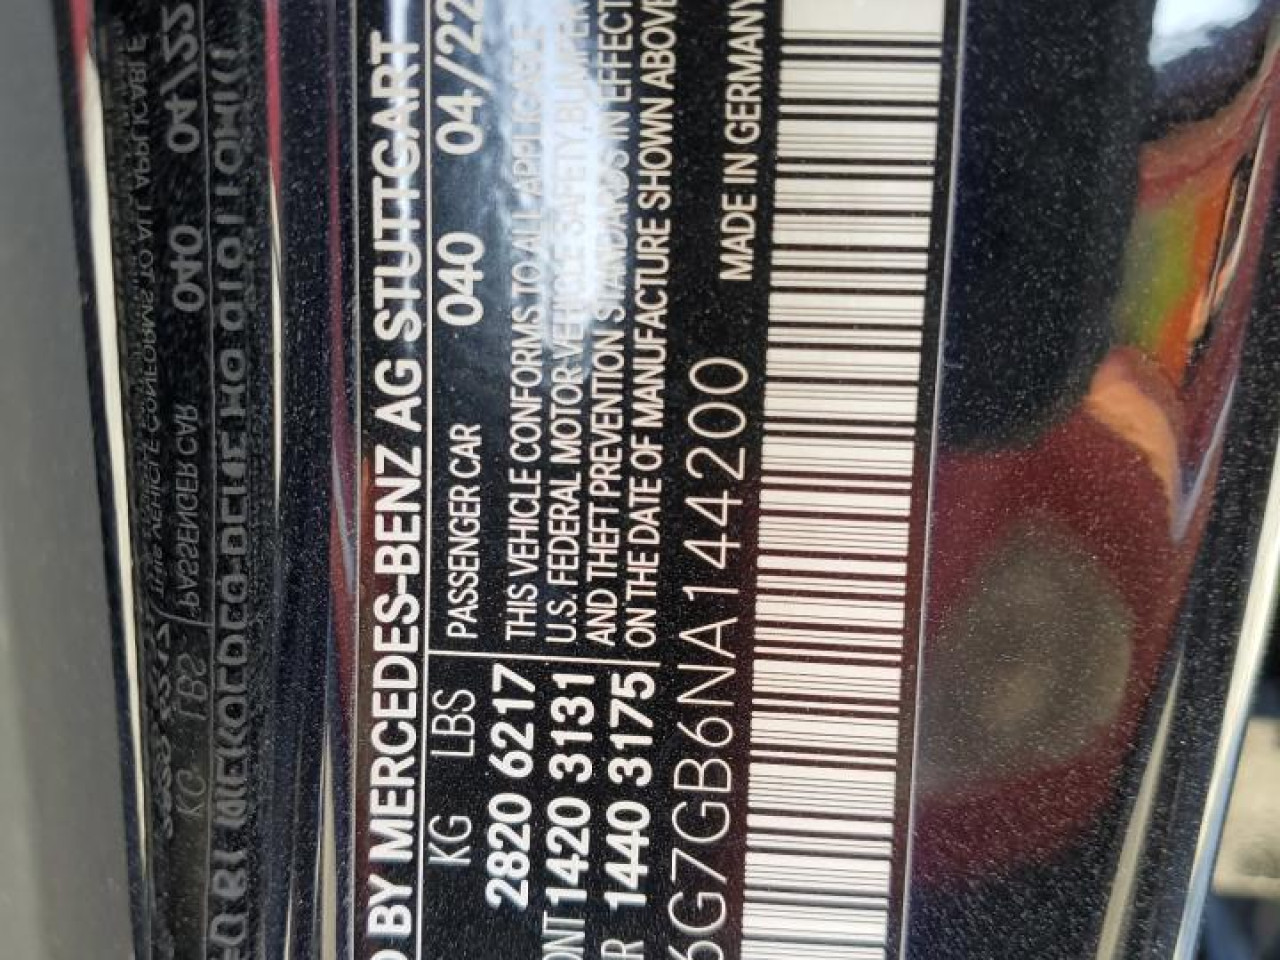 D BY MERCEDES-BENZ AG STUTTGART
KG LBS PASSENGER CAR 040 04/22
2820 6217 THIS VEHICLE CONFORMS TO ALL APPLICABLE
ONT 1420 3131 U.S. FEDERAL MOTOR VEHICLE SAFETY, BUMPER
R 1440 3175 AND THEFT PREVENTION STANDARDS IN EFFECT
ON THE DATE OF MANUFACTURE SHOWN ABOVE
6G7GB6NA144200 MADE IN GERMANY